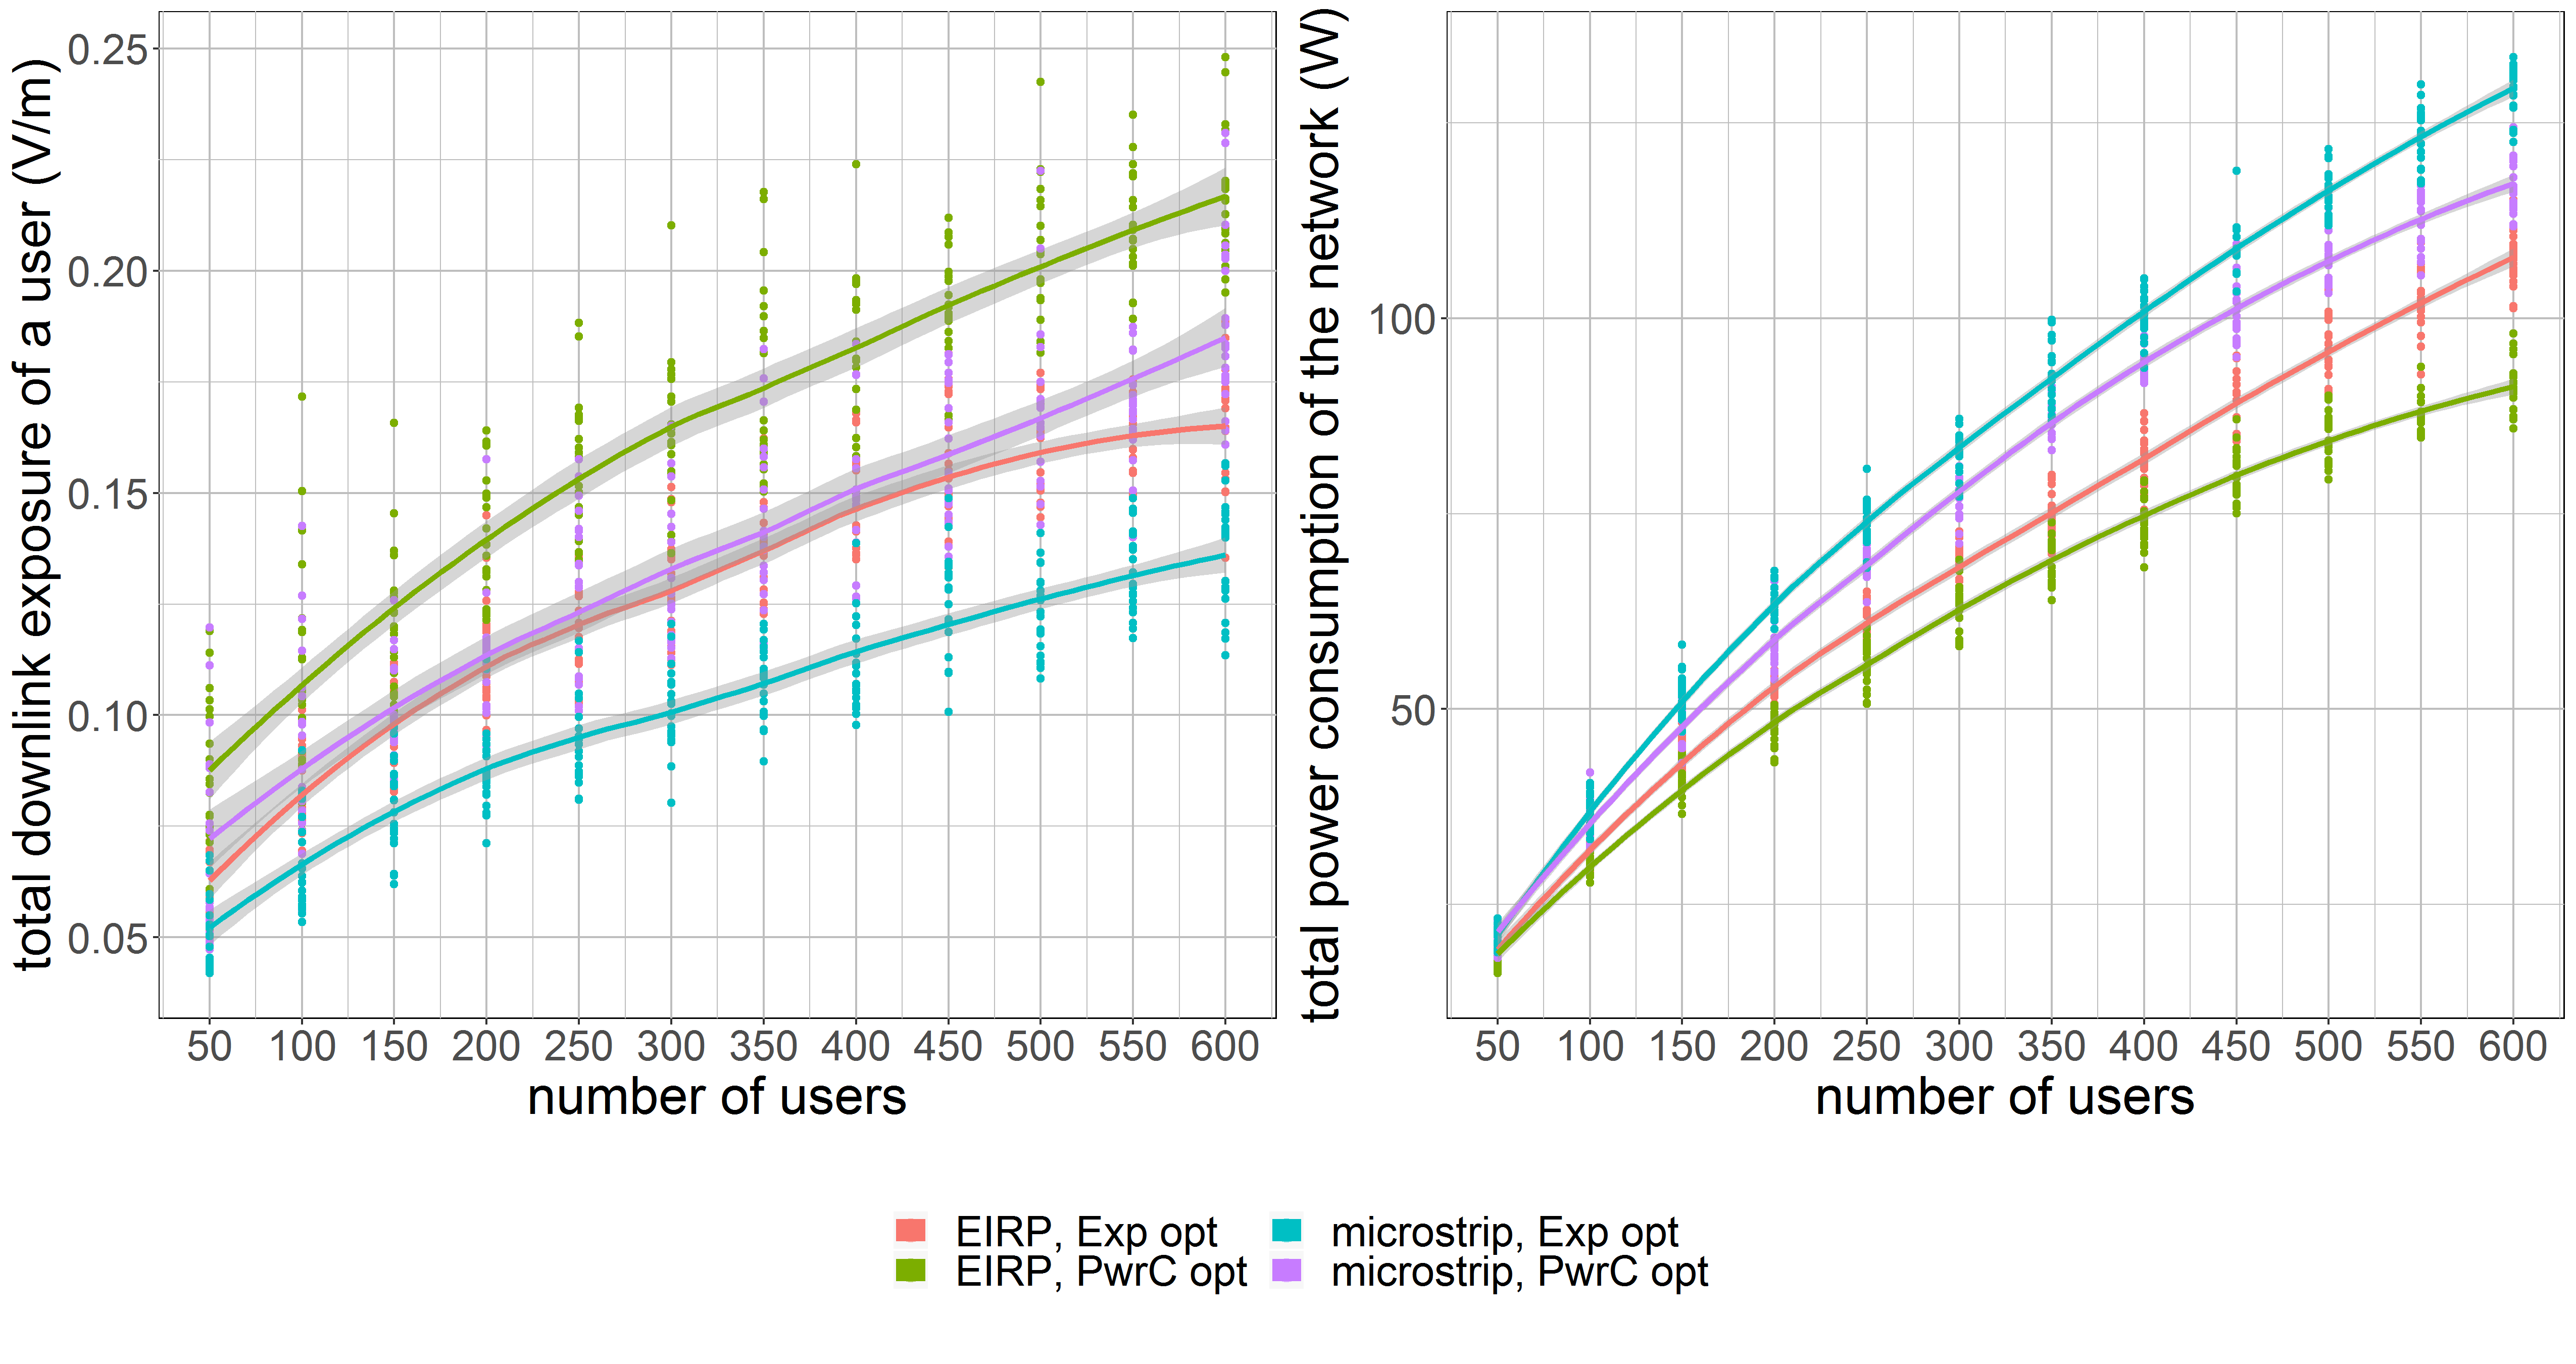 total downlink exposure of a user (V/m)
0.25
0.20
0.15
0.10
0.05
50 100 150 200 250 300 350 400 450 500 550 600
number of users
total power consumption of the network (W)
100
50
50 100 150 200 250 300 350 400 450 500 550 600
number of users
EIRP, Exp opt
EIRP, PwrC opt
microstrip, Exp opt
microstrip, PwrC opt